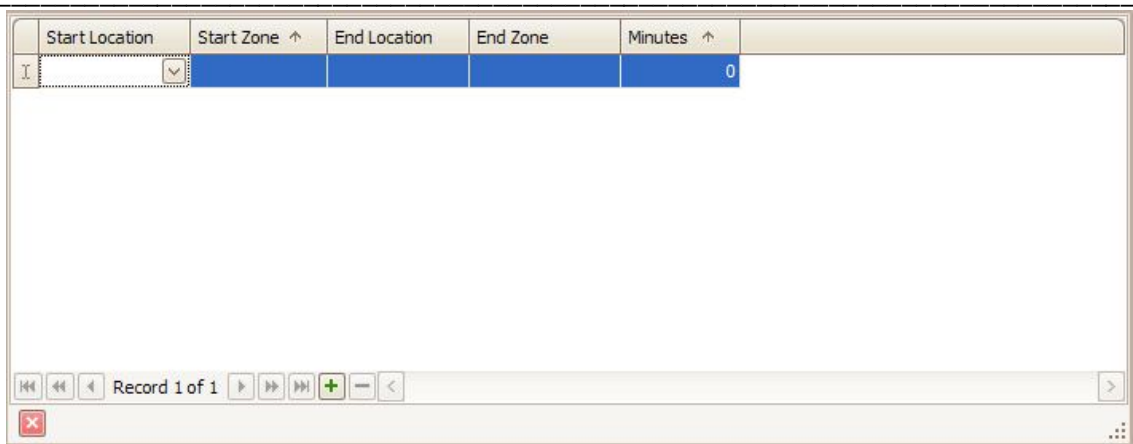 Start Location Start Zone End Location End Zone Minutes
0
Record 1 of 1